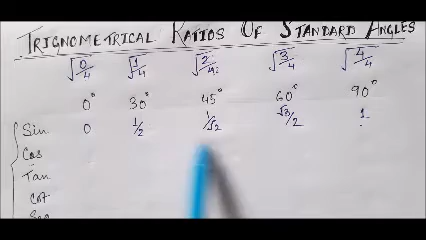 TRIGNOMETRICAL RATIOS OF STANDARD ANGLES
√0/4 √1/4 √2/4 √3/4 √4/4
0° 30° 45° 60° 90°
Sin 0 1/2 1/√2 √3/2 1
Cos
Tan
Cot